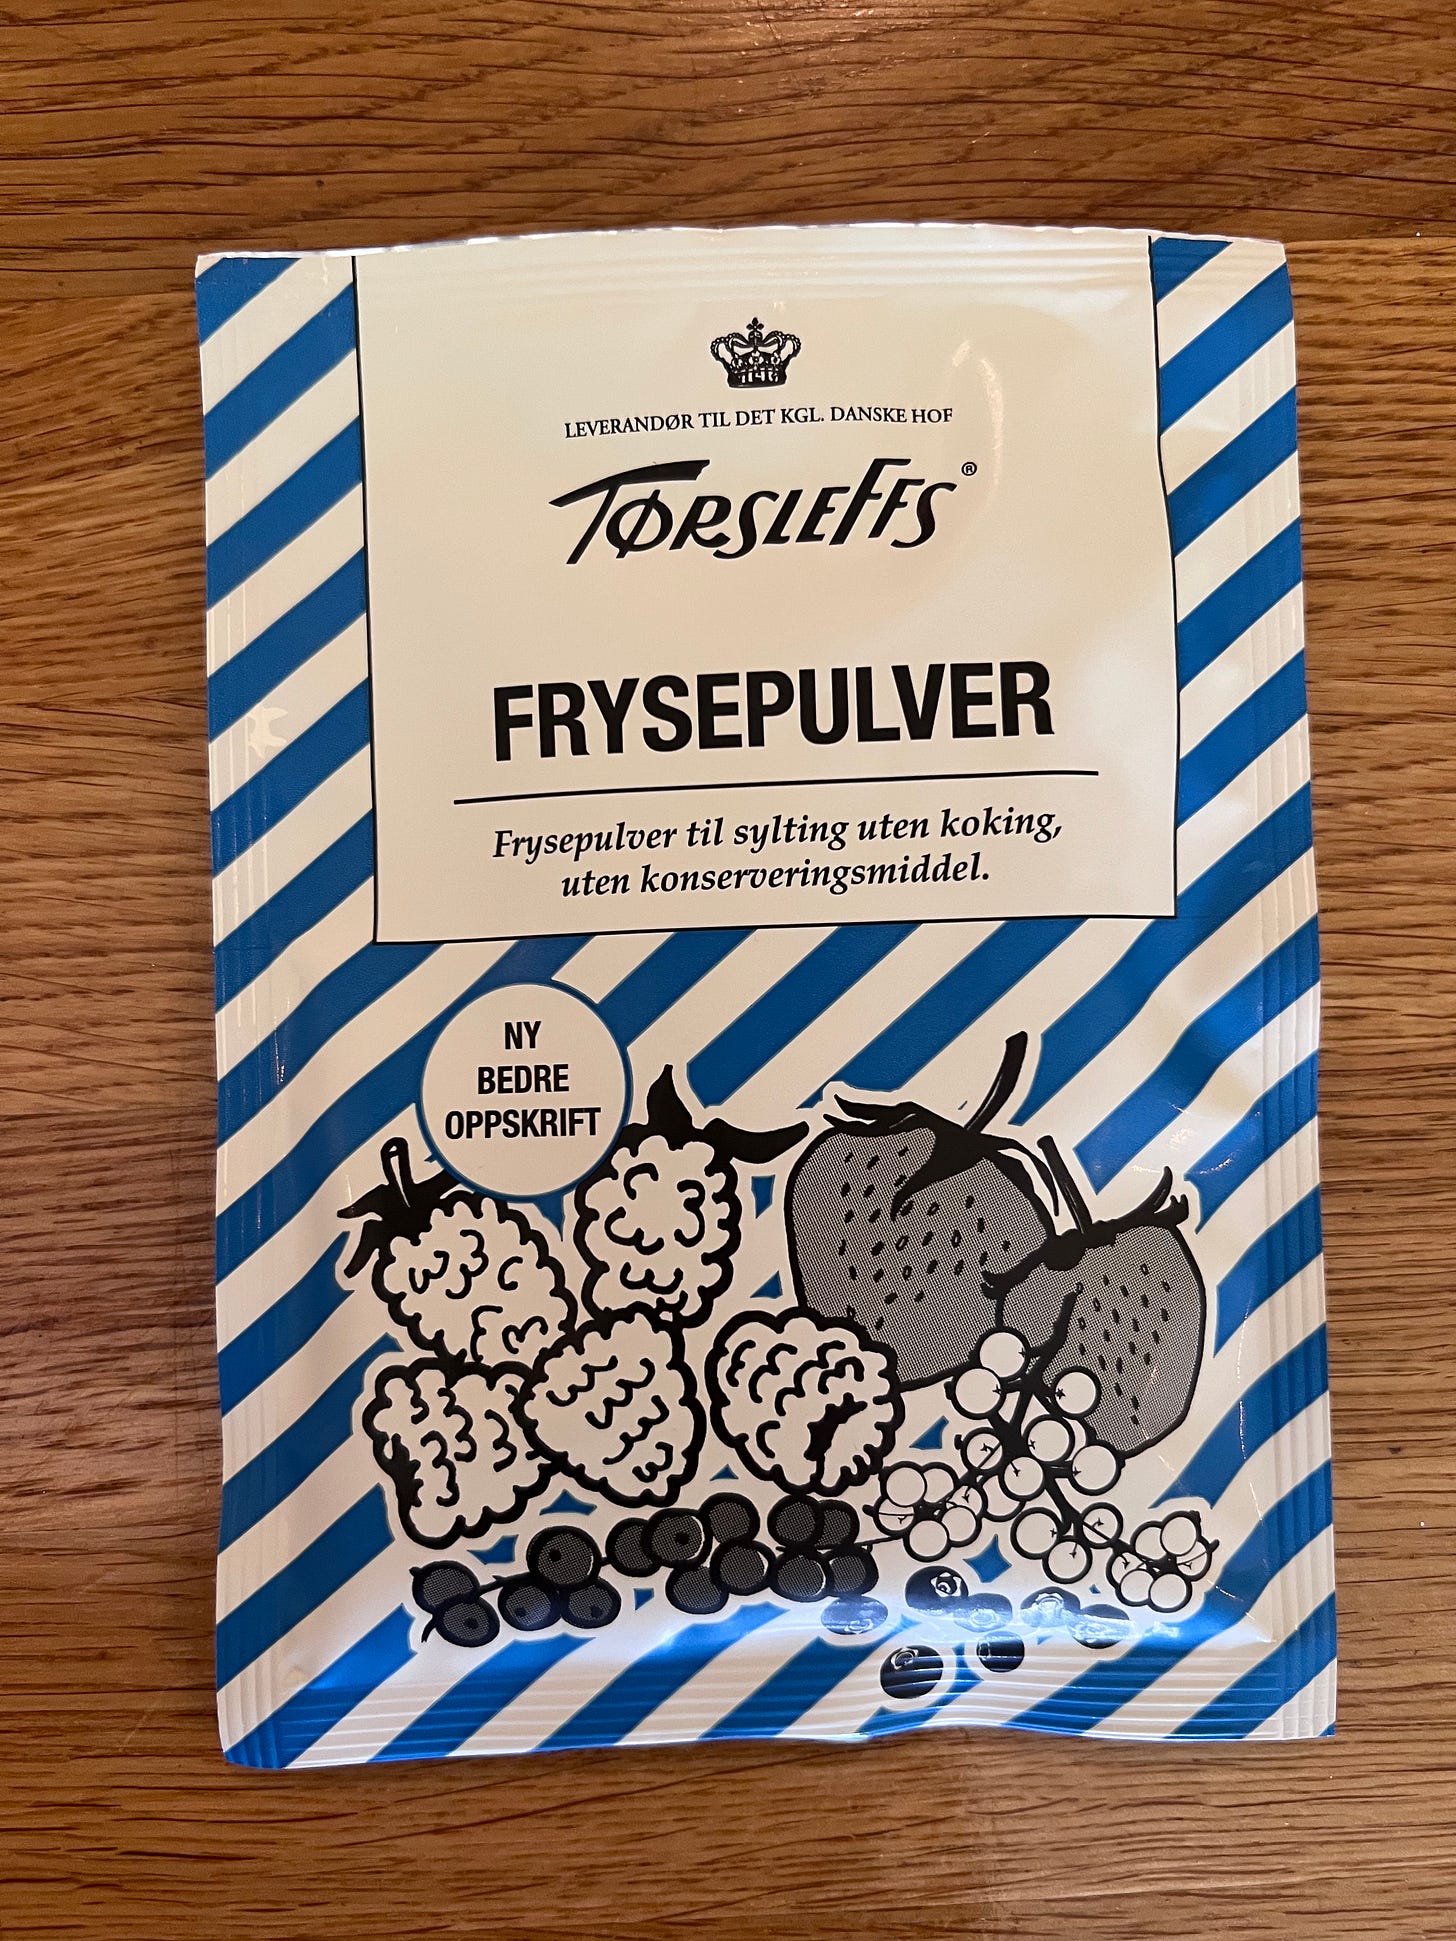 LEVERANDØR TIL DET KGL. DANSKE HOF
TØRSLEFFS®
FRYSEPULVER
Frysepulver til sylting uten koking,
uten konserveringsmiddel.
NY
BEDRE
OPPSKRIFT